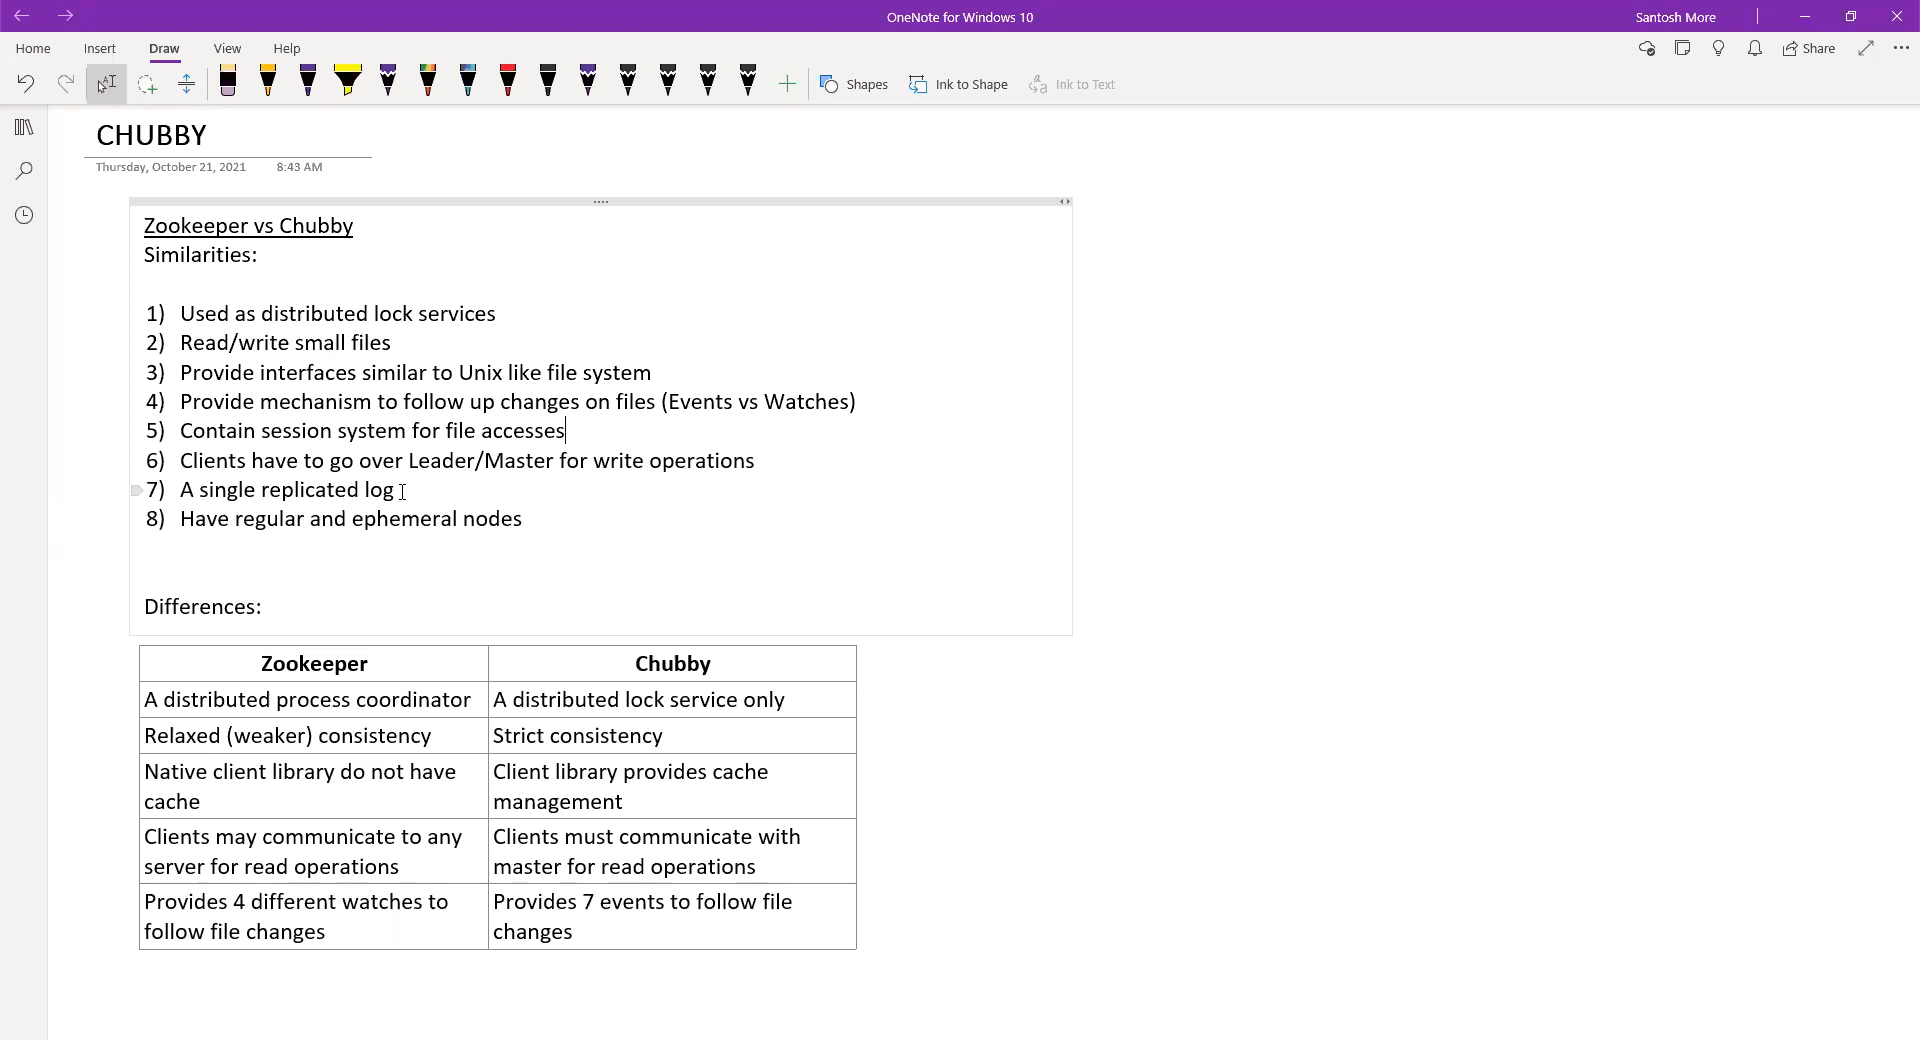 OneNote for Windows 10
Santosh More
Home Insert Draw View Help
Share
Shapes Ink to Shape Ink to Text
CHUBBY
Thursday, October 21, 2021 8:43 AM
Zookeeper vs Chubby
Similarities:
1) Used as distributed lock services
2) Read/write small files
3) Provide interfaces similar to Unix like file system
4) Provide mechanism to follow up changes on files (Events vs Watches)
5) Contain session system for file accesses
6) Clients have to go over Leader/Master for write operations
7) A single replicated log
8) Have regular and ephemeral nodes
Differences:
Zookeeper Chubby
A distributed process coordinator A distributed lock service only
Relaxed (weaker) consistency Strict consistency
Native client library do not have
cache
Client library provides cache
management
Clients may communicate to any
server for read operations
Clients must communicate with
master for read operations
Provides 4 different watches to
follow file changes
Provides 7 events to follow file
changes